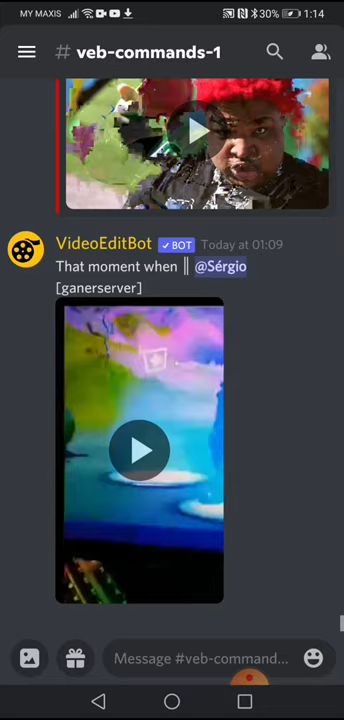 MY MAXIS 30% 1:14
# veb-commands-1
VideoEditBot ✓ BOT Today at 01:09
That moment when || @Sérgio
[ganerserver]
Message #veb-command...